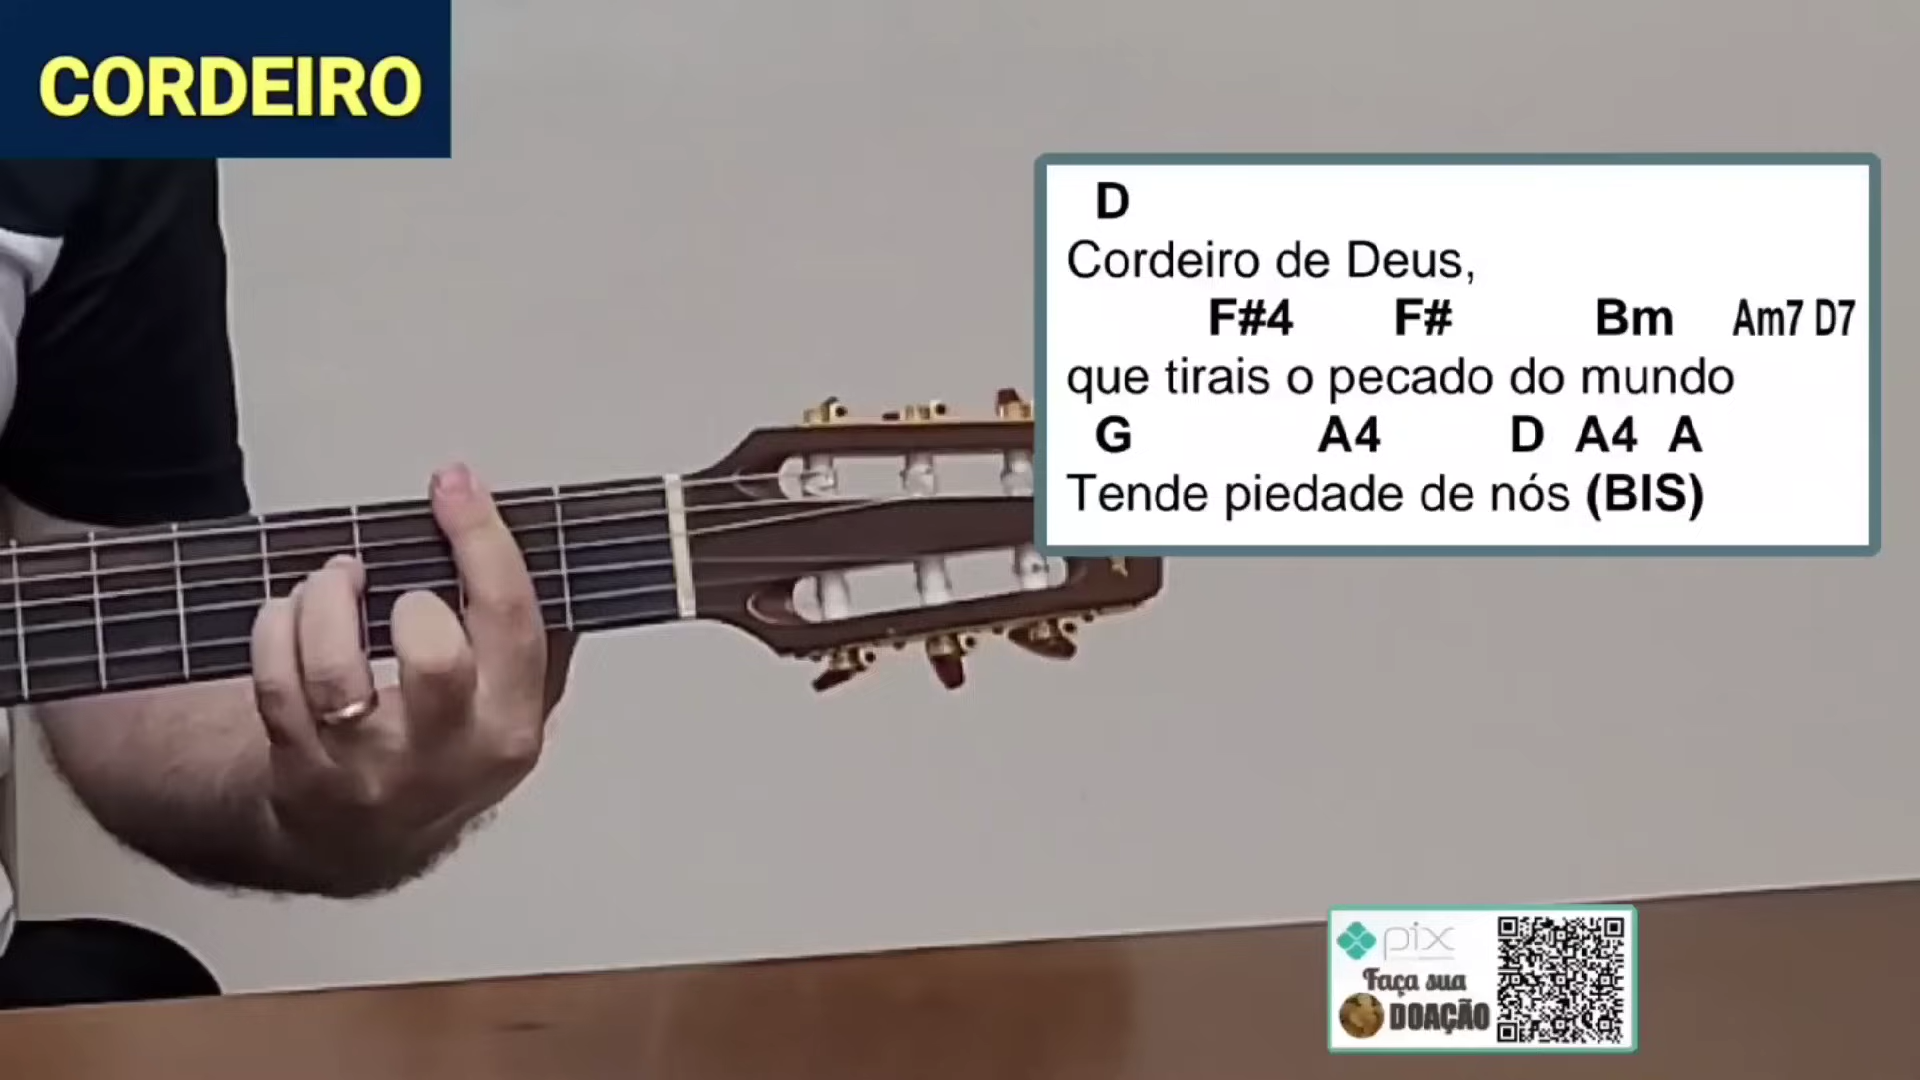 CORDEIRO
D
Cordeiro de Deus,
F#4 F# Bm Am7 D7
que tirais o pecado do mundo
G A4 D A4 A
Tende piedade de nós (BIS)
pix
Faça sua
DOAÇÃO